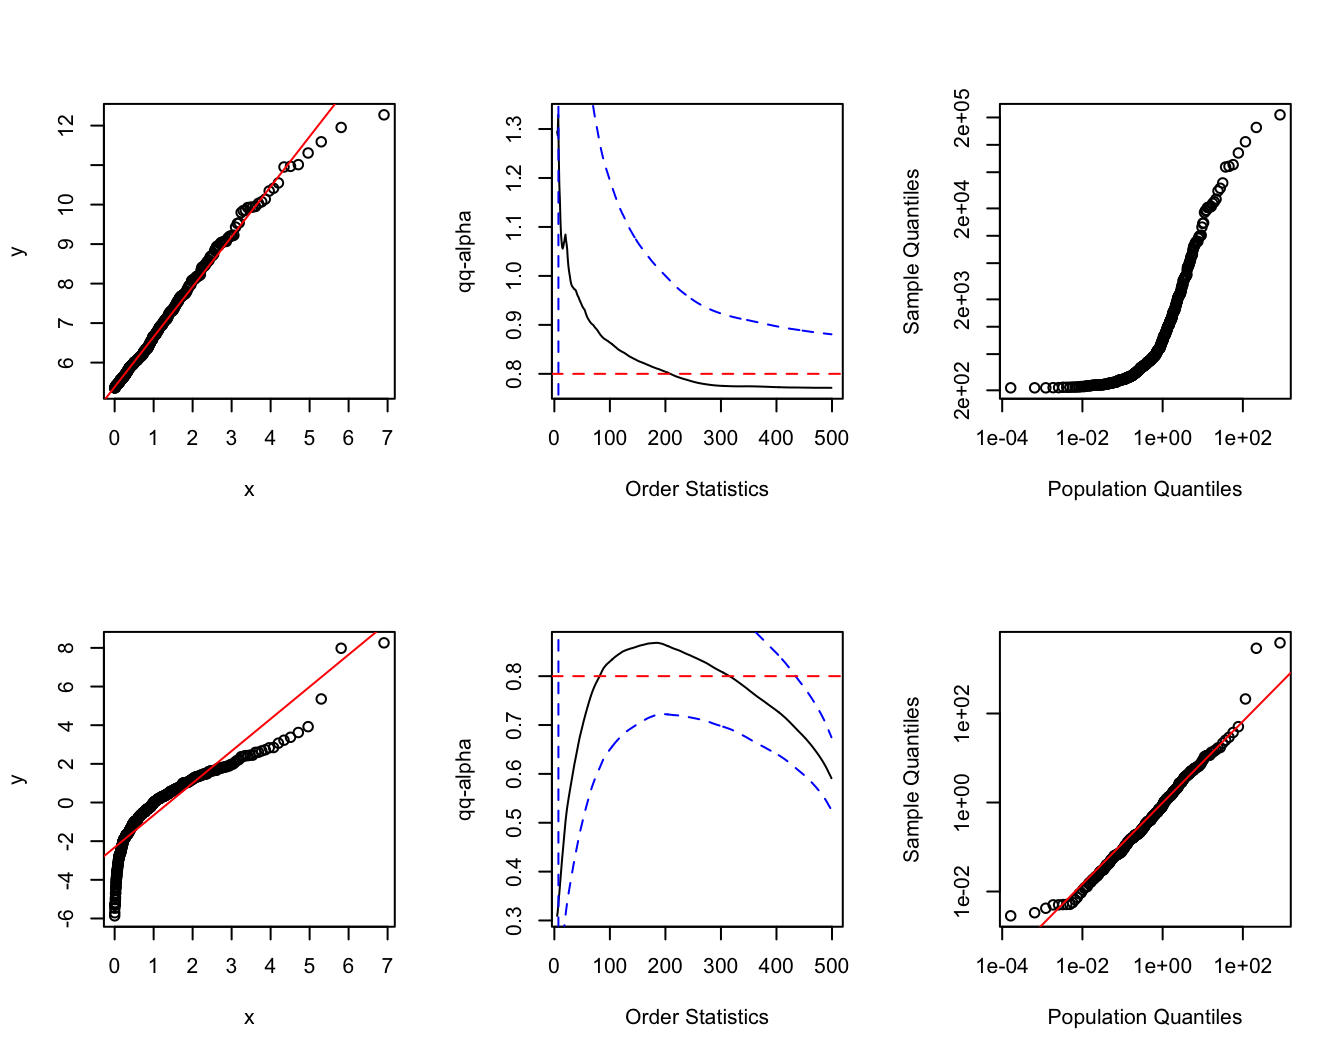 y
12
10
9
8
7
6
0 1 2 3 4 5 6 7
x
qq-alpha
1.3
1.2
1.1
1.0
0.9
0.8
0 100 200 300 400 500
Order Statistics
Sample Quantiles
2e+05
2e+04
2e+03
2e+02
1e-04 1e-02 1e+00 1e+02
Population Quantiles
y
8
6
4
2
0
-2
-4
-6
0 1 2 3 4 5 6 7
x
qq-alpha
0.8
0.7
0.6
0.5
0.4
0.3
0 100 200 300 400 500
Order Statistics
Sample Quantiles
1e+02
1e+00
1e-02
1e-04 1e-02 1e+00 1e+02
Population Quantiles